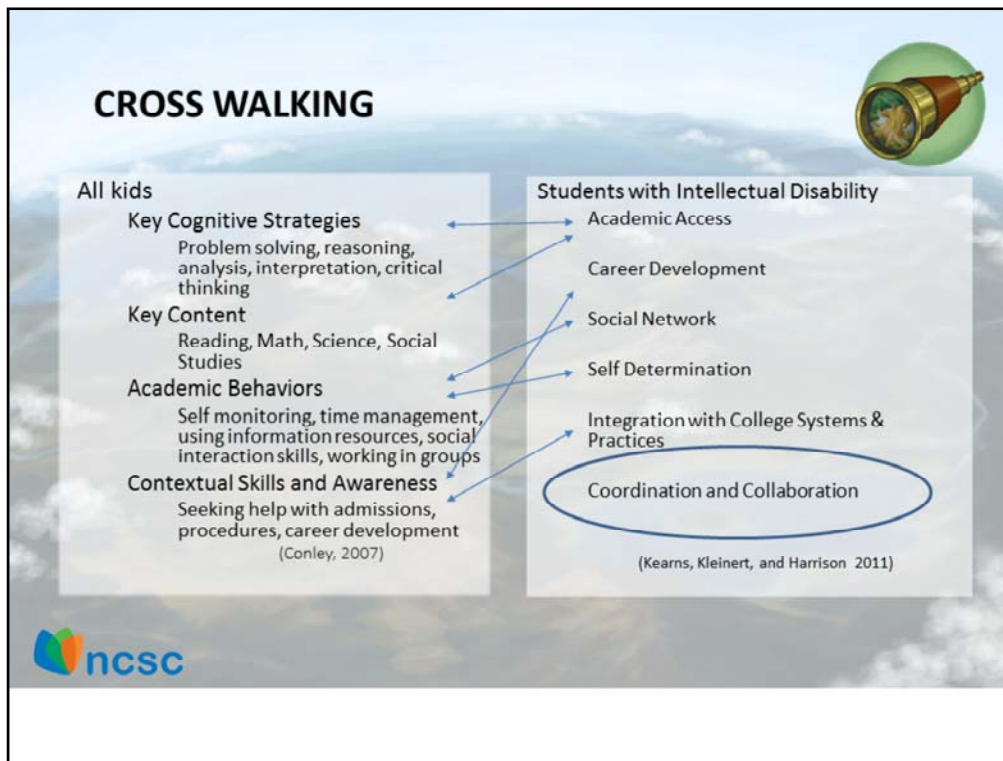 CROSS WALKING
All kids
Key Cognitive Strategies
Problem solving, reasoning,
analysis, interpretation, critical
thinking
Key Content
Reading, Math, Science, Social
Studies
Academic Behaviors
Self monitoring, time management,
using information resources, social
interaction skills, working in groups
Contextual Skills and Awareness
Seeking help with admissions,
procedures, career development
(Conley, 2007)
Students with Intellectual Disability
Academic Access
Career Development
Social Network
Self Determination
Integration with College Systems &
Practices
Coordination and Collaboration
(Kearns, Kleinert, and Harrison 2011)
ncsc